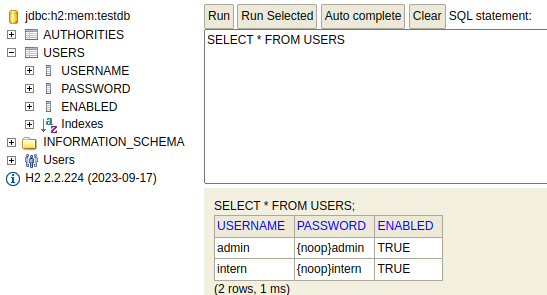 jdbc:h2:mem:testdb
AUTHORITIES
USERS
USERNAME
PASSWORD
ENABLED
Indexes
INFORMATION_SCHEMA
Users
H2 2.2.224 (2023-09-17)
Run Run Selected Auto complete Clear SQL statement:
SELECT * FROM USERS
SELECT * FROM USERS;
USERNAME PASSWORD ENABLED
admin {noop}admin TRUE
intern {noop}intern TRUE
(2 rows, 1 ms)